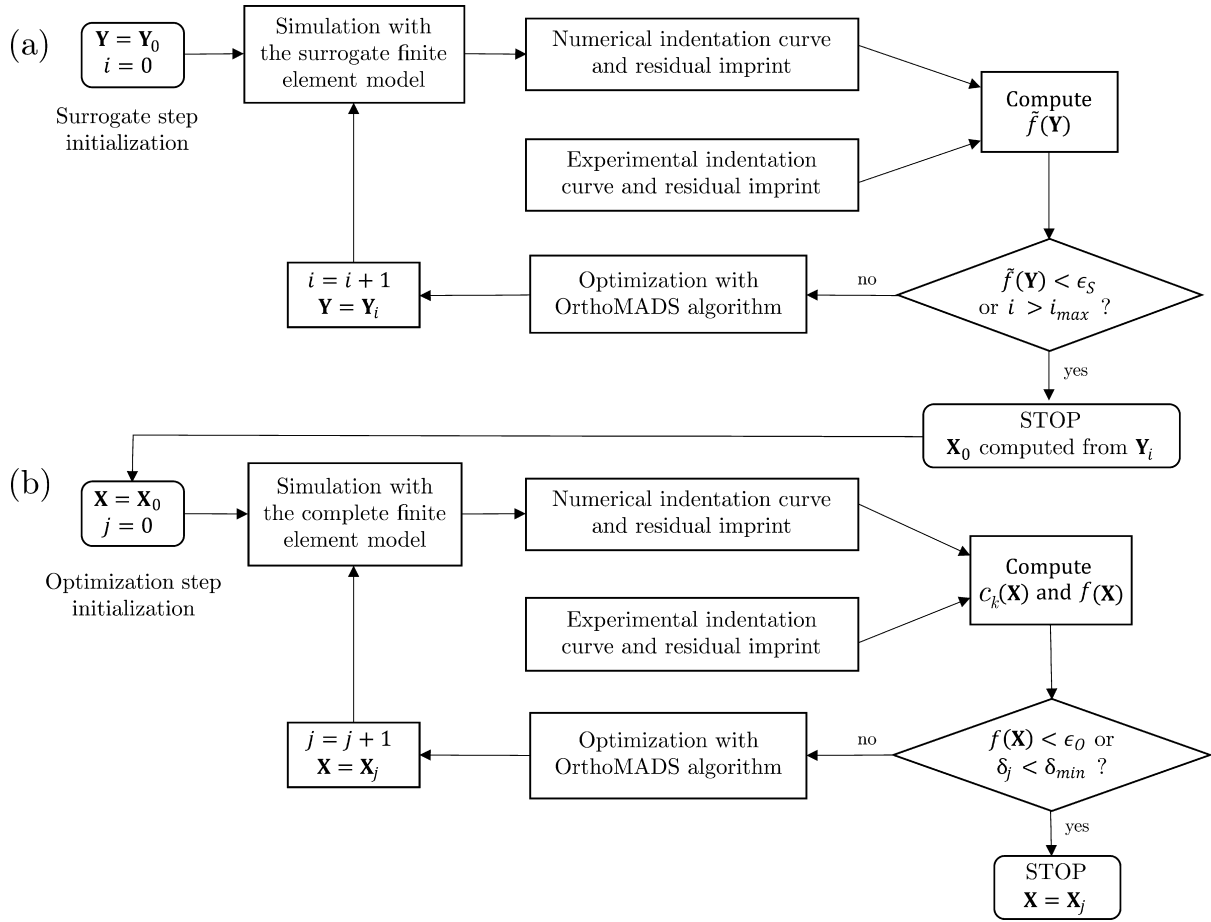 (a)
𝐘 = 𝐘₀
i = 0
Surrogate step
initialization
Simulation with
the surrogate finite
element model
Numerical indentation curve
and residual imprint
Experimental indentation
curve and residual imprint
Compute
f̃(𝐘)
f̃(𝐘) < ϵ_S
or i > i_max ?
no
Optimization with
OrthoMADS algorithm
i = i + 1
𝐘 = 𝐘ᵢ
yes
STOP
𝐗₀ computed from 𝐘ᵢ
(b)
𝐗 = 𝐗₀
j = 0
Optimization step
initialization
Simulation with
the complete finite
element model
Numerical indentation curve
and residual imprint
Experimental indentation
curve and residual imprint
Compute
c_k(𝐗) and f(𝐗)
f(𝐗) < ϵ_O or
δ_j < δ_min ?
no
Optimization with
OrthoMADS algorithm
j = j + 1
𝐗 = 𝐗_j
yes
STOP
𝐗 = 𝐗_j